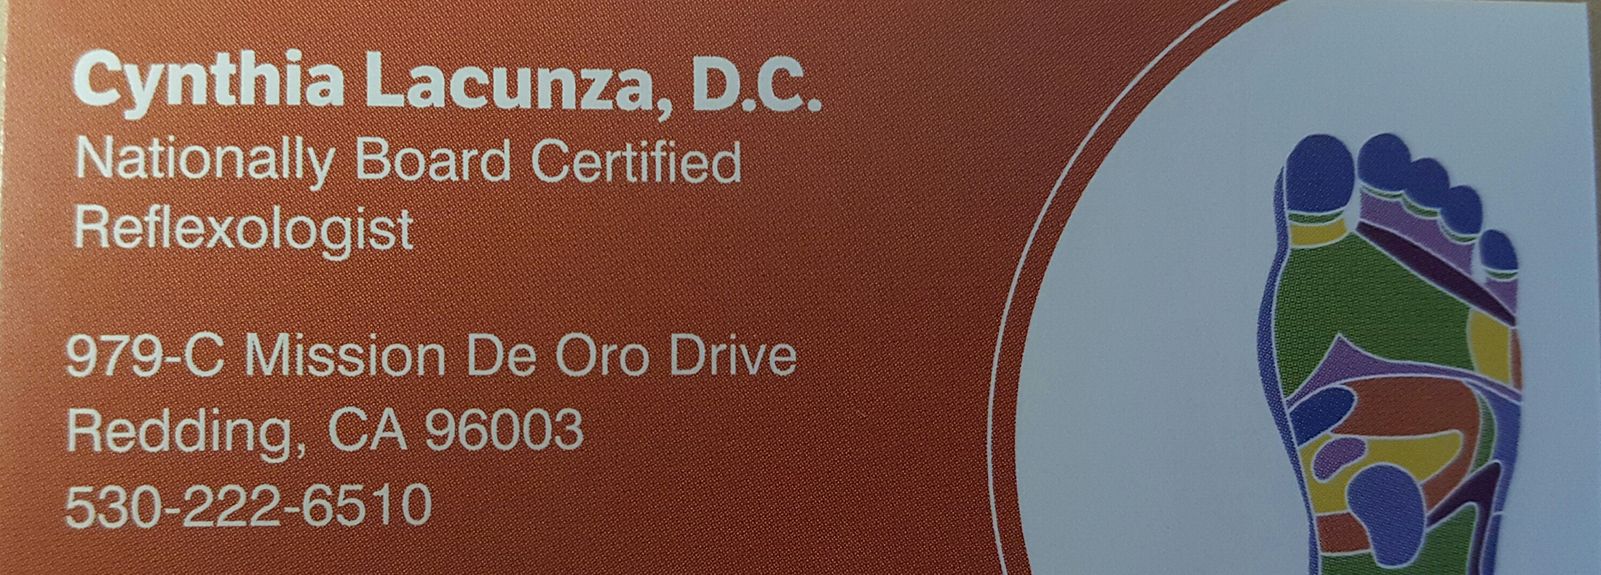 Cynthia Lacunza, D.C.
Nationally Board Certified
Reflexologist
979-C Mission De Oro Drive
Redding, CA 96003
530-222-6510